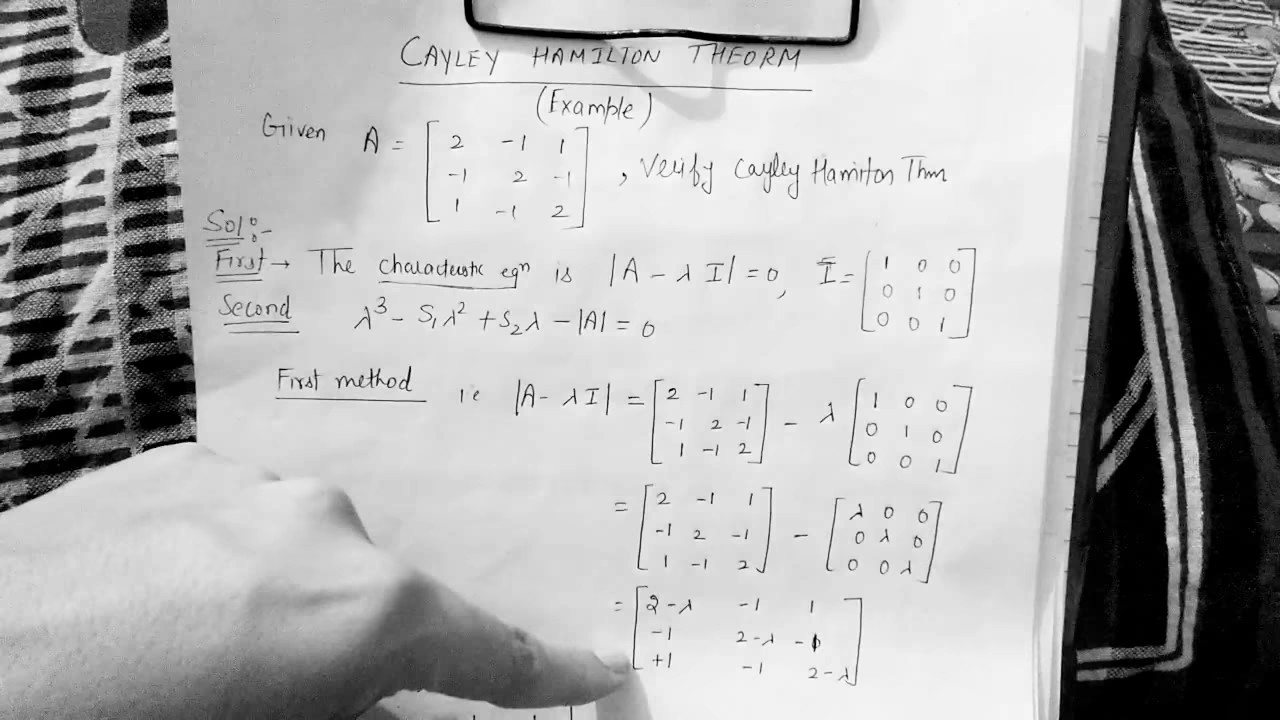 CAYLEY HAMILTON THEORM
(Example)
Given A = [ 2 -1 1
-1 2 -1
1 -1 2 ] , Verify Cayley Hamilton Thm
Sol:-
First → The characteristic eqn is |A - λ I| = 0, I = [ 1 0 0
0 1 0
0 0 1 ]
Second λ³ - S₁λ² + S₂λ - |A| = 0
First method i.e |A - λI| = [ 2 -1 1
-1 2 -1
1 -1 2 ] - λ [ 1 0 0
0 1 0
0 0 1 ]
= [ 2 -1 1
-1 2 -1
1 -1 2 ] - [ λ 0 0
0 λ 0
0 0 λ ]
= [ 2-λ -1 1
-1 2-λ -1
+1 -1 2-λ ]